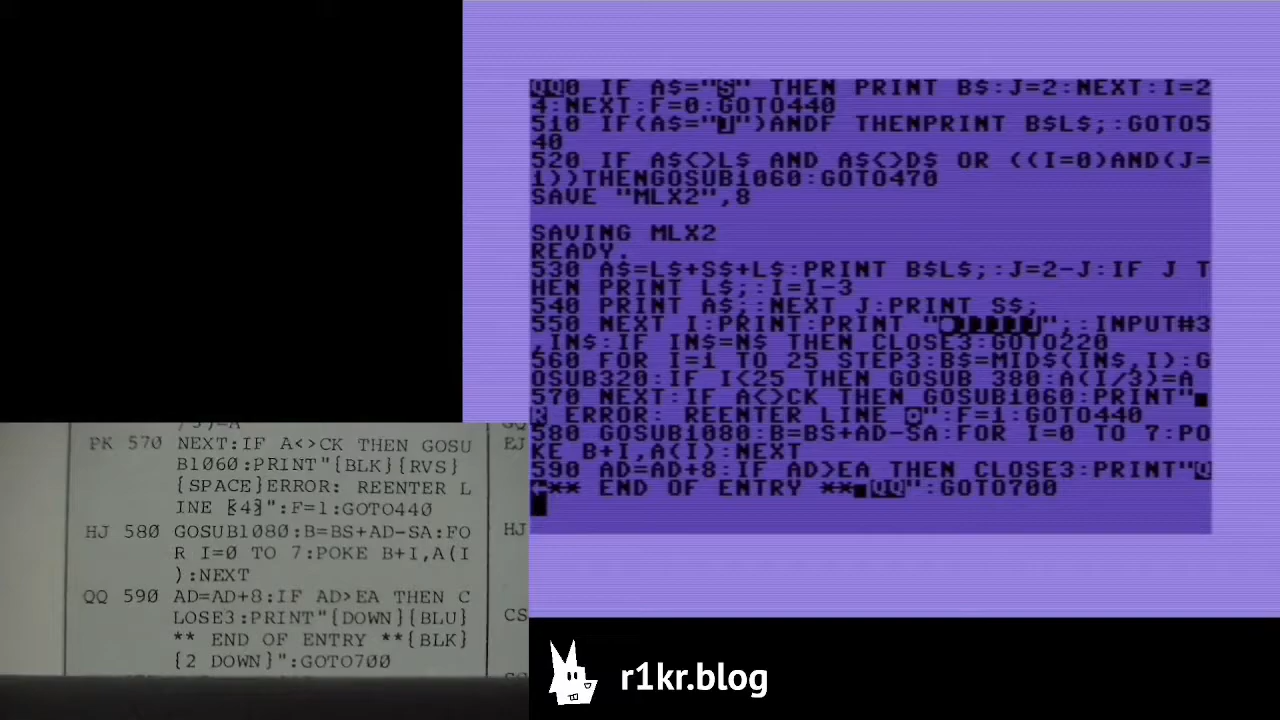 QQ0 IF A$="S" THEN PRINT B$:J=2:NEXT:I=2
4:NEXT:F=0:GOTO440
510 IF(A$="")ANDF THENPRINT B$L$;:GOTO5
40
520 IF A$<>L$ AND A$<>D$ OR ((I=0)AND(J=
1))THENGOSUB1060:GOTO470
SAVE "MLX2",8
SAVING MLX2
READY.
530 A$=L$+S$+L$:PRINT B$L$;:J=2-J:IF J T
HEN PRINT L$;:I=I-3
540 PRINT A$;:NEXT J:PRINT S$;
550 NEXT I:PRINT:PRINT "";:INPUT#3
,IN$:IF IN$=N$ THEN CLOSE3:GOTO220
560 FOR I=1 TO 25 STEP3:B$=MID$(IN$,I):G
OSUB320:IF I<25 THEN GOSUB 380:A(I/3)=A
570 NEXT:IF A<>CK THEN GOSUB1060:PRINT"■
R ERROR: REENTER LINE ":F=1:GOTO440
580 GOSUB1080:B=BS+AD-SA:FOR I=0 TO 7:PO
KE B+I,A(I):NEXT
590 AD=AD+8:IF AD>EA THEN CLOSE3:PRINT"Q
←** END OF ENTRY **■QQ":GOTO700
/3)=A
PK 570 NEXT:IF A<>CK THEN GOSU
B1060:PRINT"{BLK}{RVS}
{SPACE}ERROR: REENTER L
INE [<4>]":F=1:GOTO440
HJ 580 GOSUB1080:B=BS+AD-SA:FO
R I=0 TO 7:POKE B+I,A(I
):NEXT
QQ 590 AD=AD+8:IF AD>EA THEN C
LOSE3:PRINT"{DOWN}{BLU}
** END OF ENTRY **{BLK}
{2 DOWN}":GOTO700
EJ
HJ
CS
r1kr.blog